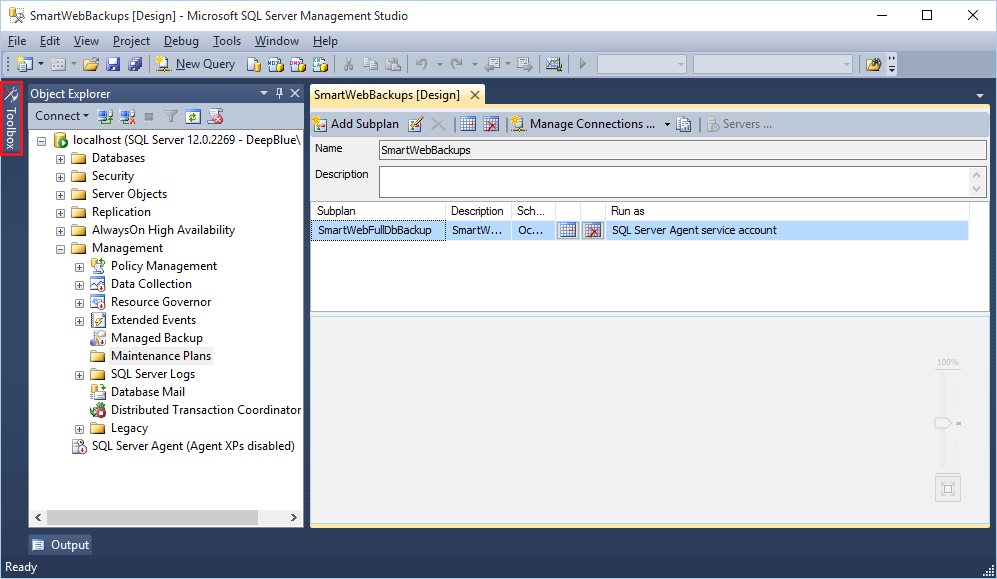 SmartWebBackups [Design] - Microsoft SQL Server Management Studio
File Edit View Project Debug Tools Window Help
New Query
Toolbox
Object Explorer
Connect
localhost (SQL Server 12.0.2269 - DeepBlue\
Databases
Security
Server Objects
Replication
AlwaysOn High Availability
Management
Policy Management
Data Collection
Resource Governor
Extended Events
Managed Backup
Maintenance Plans
SQL Server Logs
Database Mail
Distributed Transaction Coordinator
Legacy
SQL Server Agent (Agent XPs disabled)
SmartWebBackups [Design]
Add Subplan Manage Connections ... Servers ...
Name SmartWebBackups
Description
Subplan Description Sch... Run as
SmartWebFullDbBackup SmartW... Oc... SQL Server Agent service account
100%
Output
Ready